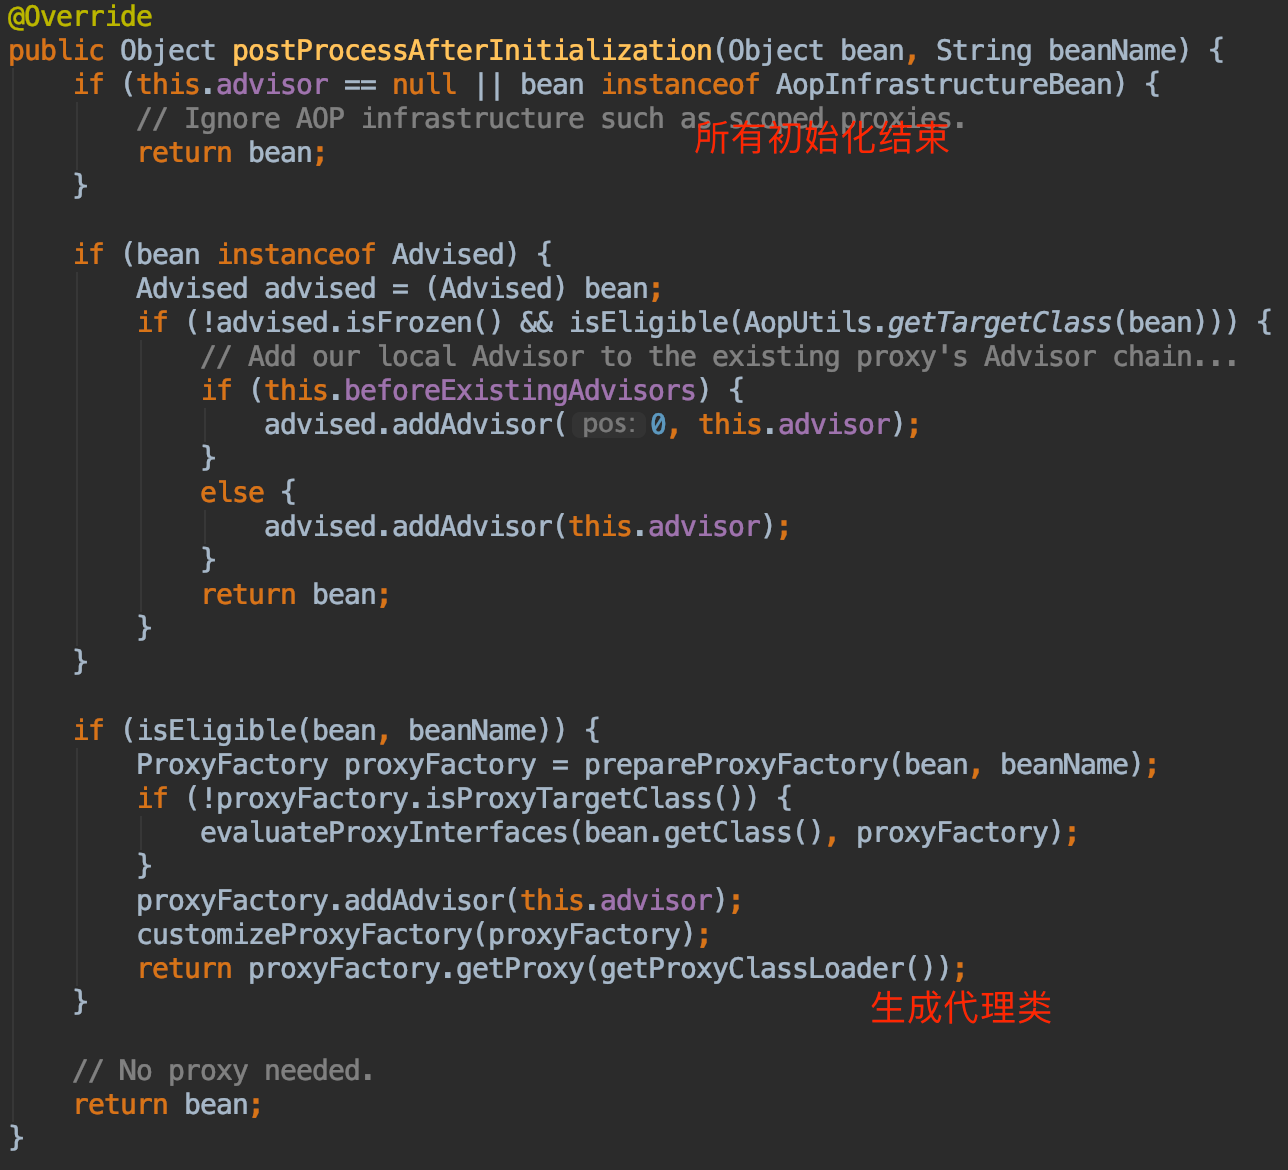 @Override
public Object postProcessAfterInitialization(Object bean, String beanName) {
if (this.advisor == null || bean instanceof AopInfrastructureBean) {
// Ignore AOP infrastructure such as scoped proxies.
所有初始化结束
return bean;
}
if (bean instanceof Advised) {
Advised advised = (Advised) bean;
if (!advised.isFrozen() && isEligible(AopUtils.getTargetClass(bean))) {
// Add our local Advisor to the existing proxy's Advisor chain...
if (this.beforeExistingAdvisors) {
advised.addAdvisor( pos: 0, this.advisor);
}
else {
advised.addAdvisor(this.advisor);
}
return bean;
}
}
if (isEligible(bean, beanName)) {
ProxyFactory proxyFactory = prepareProxyFactory(bean, beanName);
if (!proxyFactory.isProxyTargetClass()) {
evaluateProxyInterfaces(bean.getClass(), proxyFactory);
}
proxyFactory.addAdvisor(this.advisor);
customizeProxyFactory(proxyFactory);
return proxyFactory.getProxy(getProxyClassLoader());
}
生成代理类
// No proxy needed.
return bean;
}